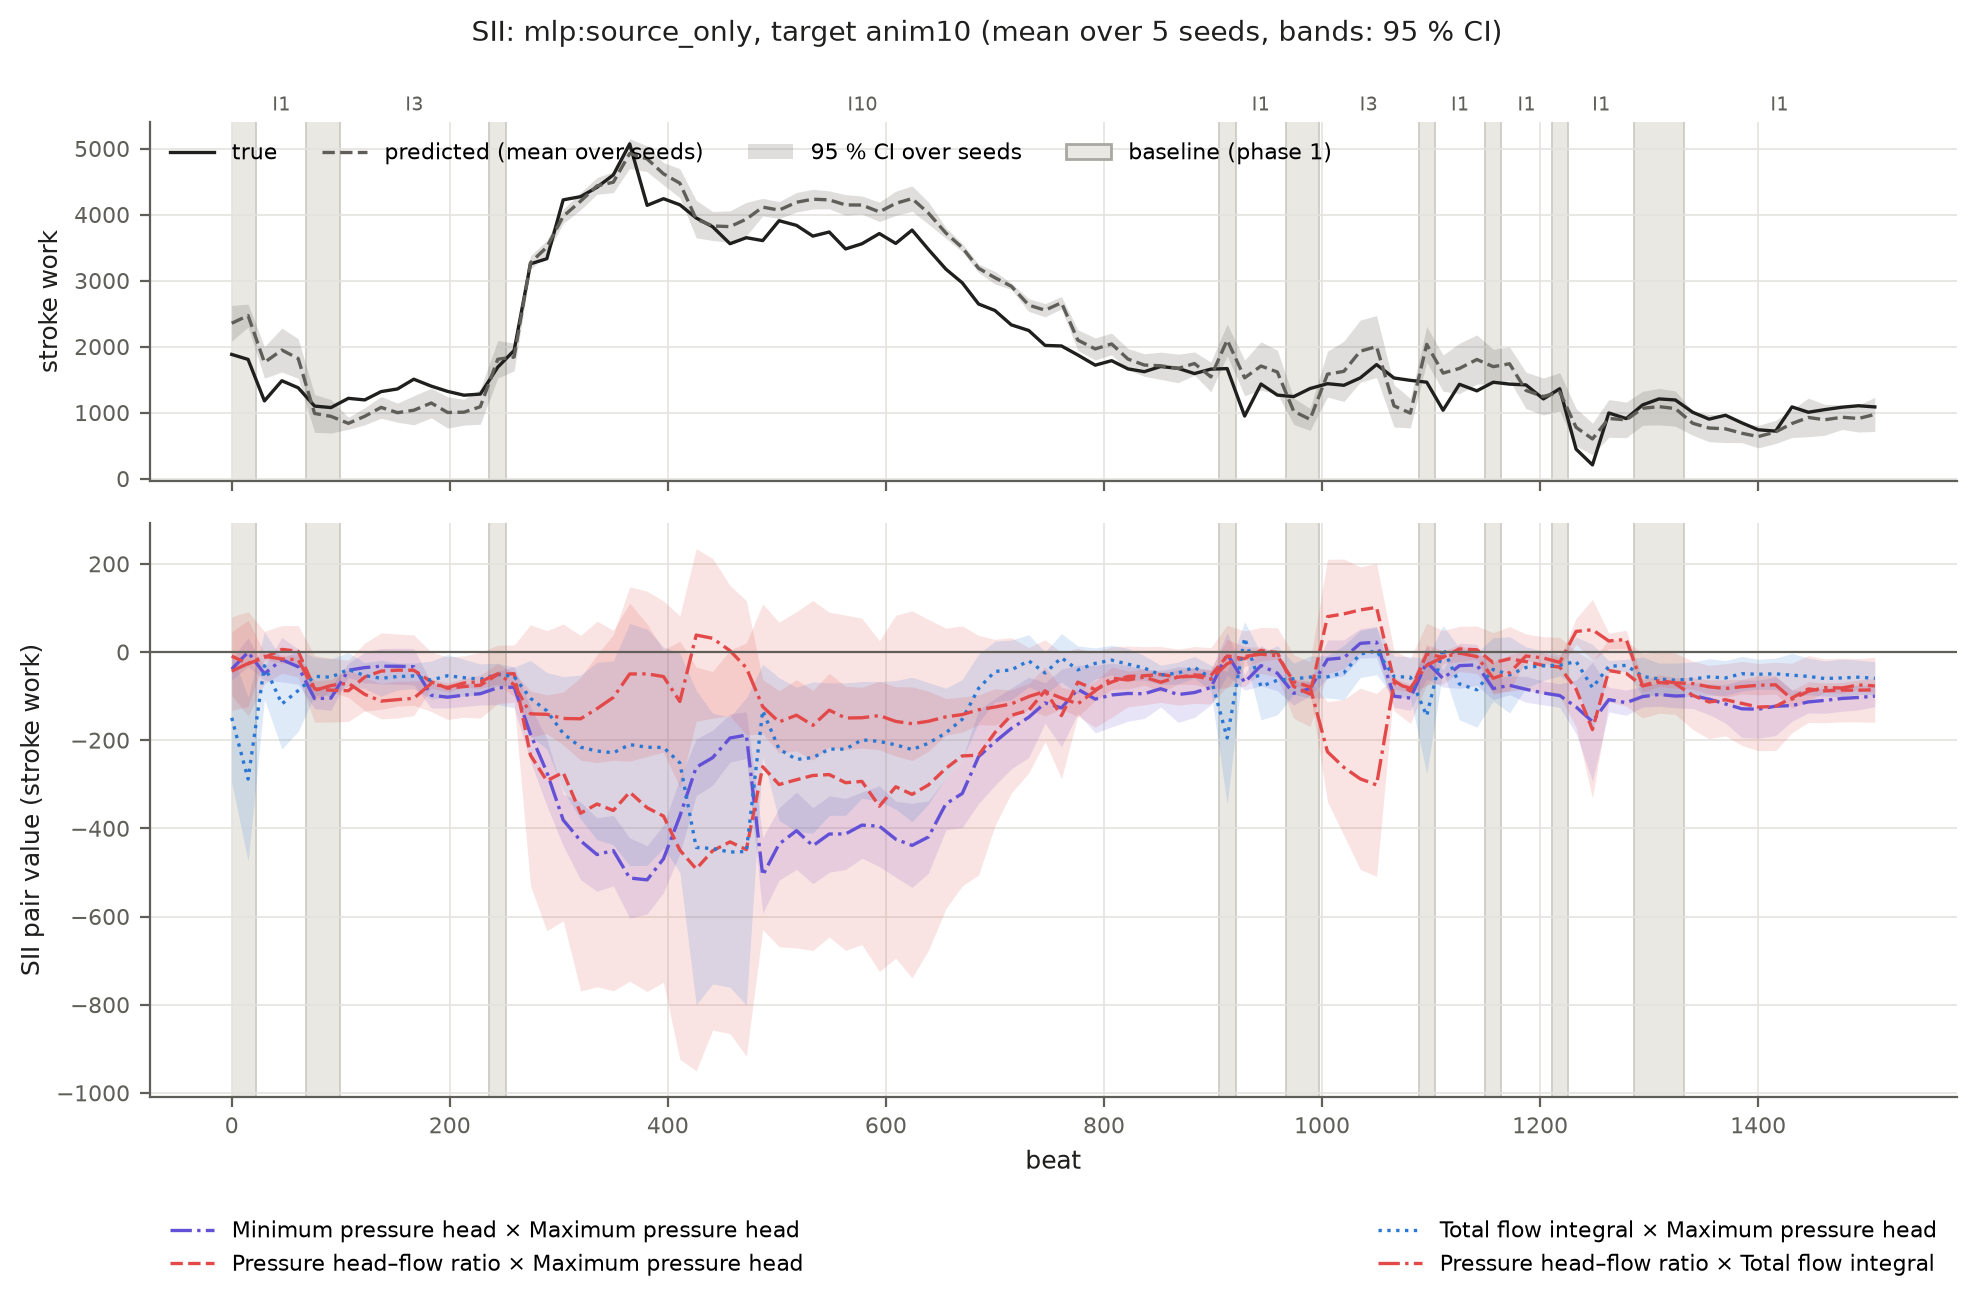 SII: mlp:source_only, target anim10 (mean over 5 seeds, bands: 95 % CI)
I1 I3 I10 I1 I3 I1 I1 I1 I1
true predicted (mean over seeds) 95 % CI over seeds baseline (phase 1)
stroke work
5000
4000
3000
2000
1000
0
SII pair value (stroke work)
200
0
−200
−400
−600
−800
−1000
0 200 400 600 800 1000 1200 1400
beat
Minimum pressure head × Maximum pressure head
Pressure head–flow ratio × Maximum pressure head
Total flow integral × Maximum pressure head
Pressure head–flow ratio × Total flow integral